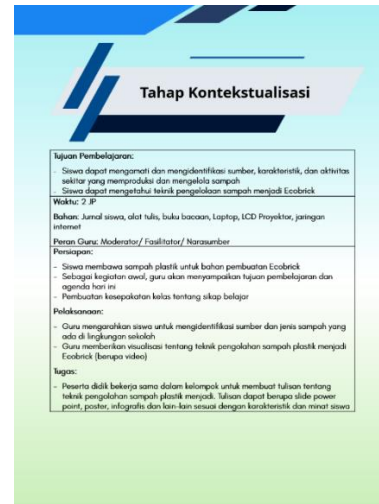 Tahap Kontekstualisasi
Tujuan Pembelajaran:
- Siswa dapat mengamati dan mengidentifikasi sumber, karakteristik, dan aktivitas
sekitar yang memproduksi dan mengelola sampah
- Siswa dapat mengetahui teknik pengelolaan sampah menjadi Ecobrick
Waktu: 2 JP
Bahan: Jurnal siswa, alat tulis, buku bacaan, Laptop, LCD Proyektor, jaringan
internet
Peran Guru: Moderator/ Fasilitator/ Narasumber
Persiapan:
- Siswa membawa sampah plastik untuk bahan pembuatan Ecobrick
- Sebagai kegiatan awal, guru akan menyampaikan tujuan pembelajaran dan
agenda hari ini
- Pembuatan kesepakatan kelas tentang sikap belajar
Pelaksanaan:
- Guru mengarahkan siswa untuk mengidentifikasi sumber dan jenis sampah yang
ada di lingkungan sekolah
- Guru memberikan visualisasi tentang teknik pengolahan sampah plastik menjadi
Ecobrick (berupa video)
Tugas:
- Peserta didik bekerja sama dalam kelompok untuk membuat tulisan tentang
teknik pengolahan sampah plastik menjadi. Tulisan dapat berupa slide power
point, poster, infografis dan lain-lain sesuai dengan karakteristik dan minat siswa